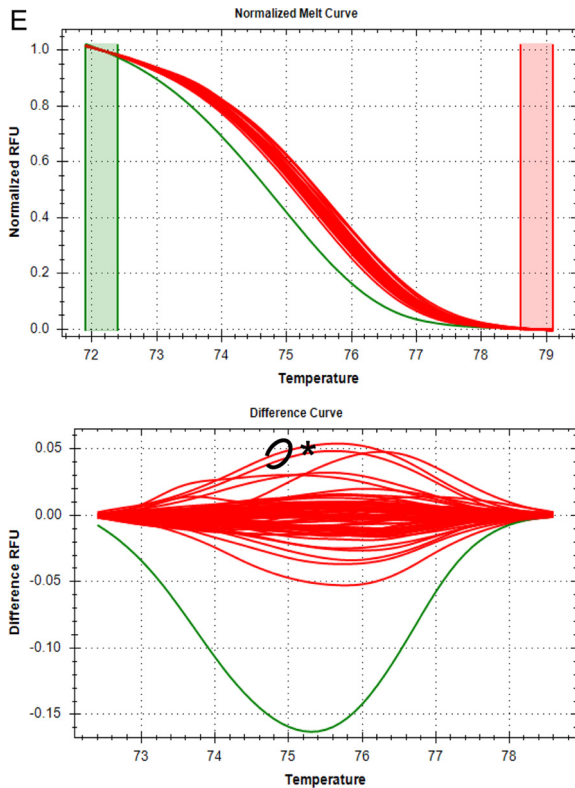 E
Normalized Melt Curve
Normalized RFU
1.0
0.8
0.6
0.4
0.2
0.0
72 73 74 75 76 77 78 79
Temperature
Difference Curve
Difference RFU
0.05
0.00
-0.05
-0.10
-0.15
*
73 74 75 76 77 78
Temperature